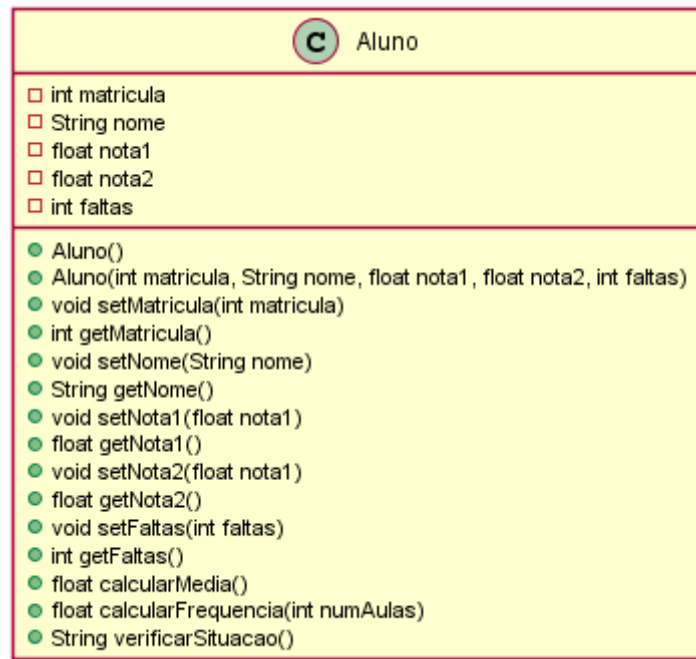 C Aluno
int matricula
String nome
float nota1
float nota2
int faltas
Aluno()
Aluno(int matricula, String nome, float nota1, float nota2, int faltas)
void setMatricula(int matricula)
int getMatricula()
void setNome(String nome)
String getNome()
void setNota1(float nota1)
float getNota1()
void setNota2(float nota1)
float getNota2()
void setFaltas(int faltas)
int getFaltas()
float calcularMedia()
float calcularFrequencia(int numAulas)
String verificarSituacao()